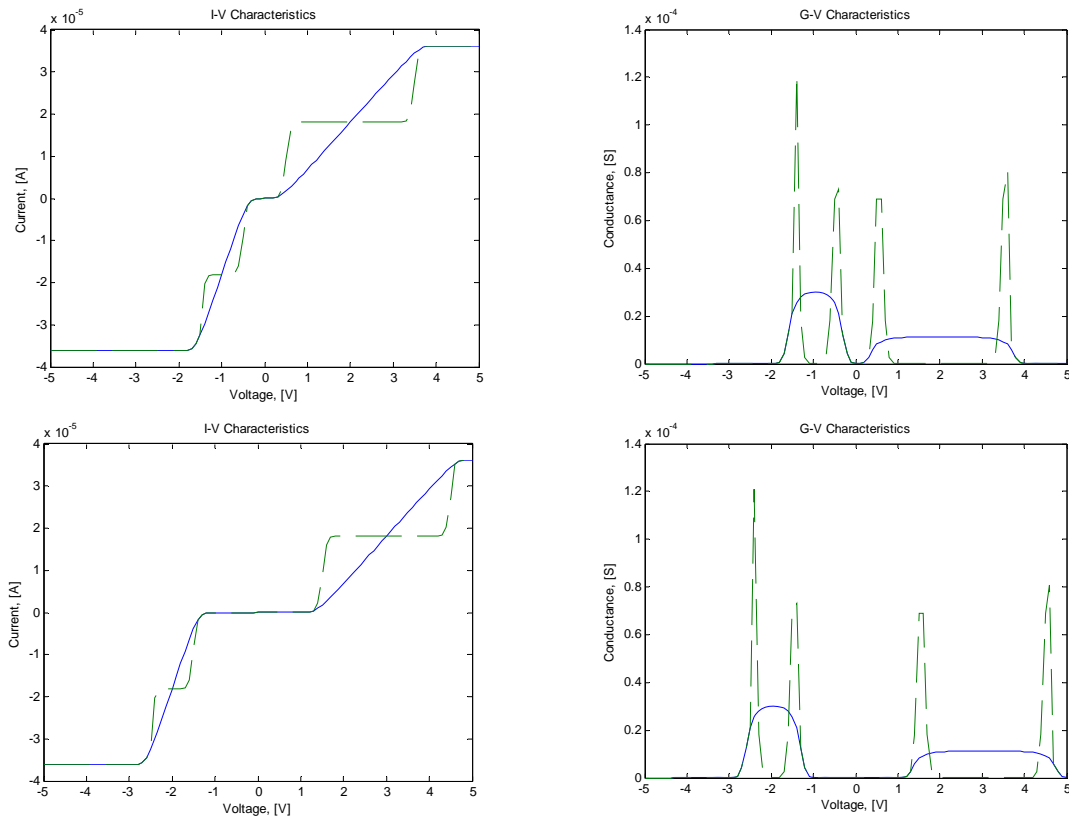 I-V Characteristics
x 10-5
4
3
2
1
0
-1
-2
-3
-4
Current, [A]
-5 -4 -3 -2 -1 0 1 2 3 4 5
Voltage, [V]
G-V Characteristics
x 10-4
1.4
1.2
1
0.8
0.6
0.4
0.2
0
Conductance, [S]
-5 -4 -3 -2 -1 0 1 2 3 4 5
Voltage, [V]
I-V Characteristics
x 10-5
4
3
2
1
0
-1
-2
-3
-4
Current, [A]
-5 -4 -3 -2 -1 0 1 2 3 4 5
Voltage, [V]
G-V Characteristics
x 10-4
1.4
1.2
1
0.8
0.6
0.4
0.2
0
Conductance, [S]
-5 -4 -3 -2 -1 0 1 2 3 4 5
Voltage, [V]